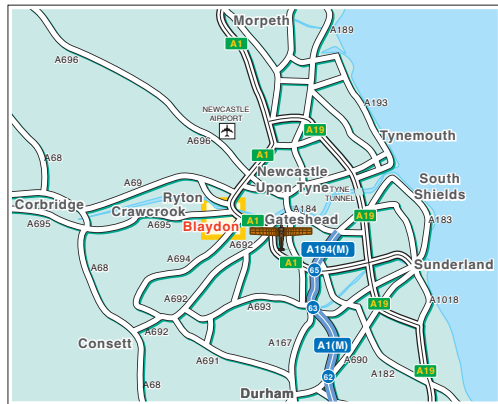 Morpeth
A189
A1
A696
A193
NEWCASTLE
AIRPORT
A19
A696
Tynemouth
A1
A68
Newcastle
Upon Tyne
TYNE
TUNNEL
South
Shields
A69
Ryton
Corbridge
Crawcrook
A184
A19
A183
A695
A695
Blaydon
A1
Gateshead
A692
A194(M)
A694
A1
65
Sunderland
A68
A692
A693
63
A19
A1018
Consett
A692
A167
A1(M)
A691
A690
A68
62
A182
A19
Durham